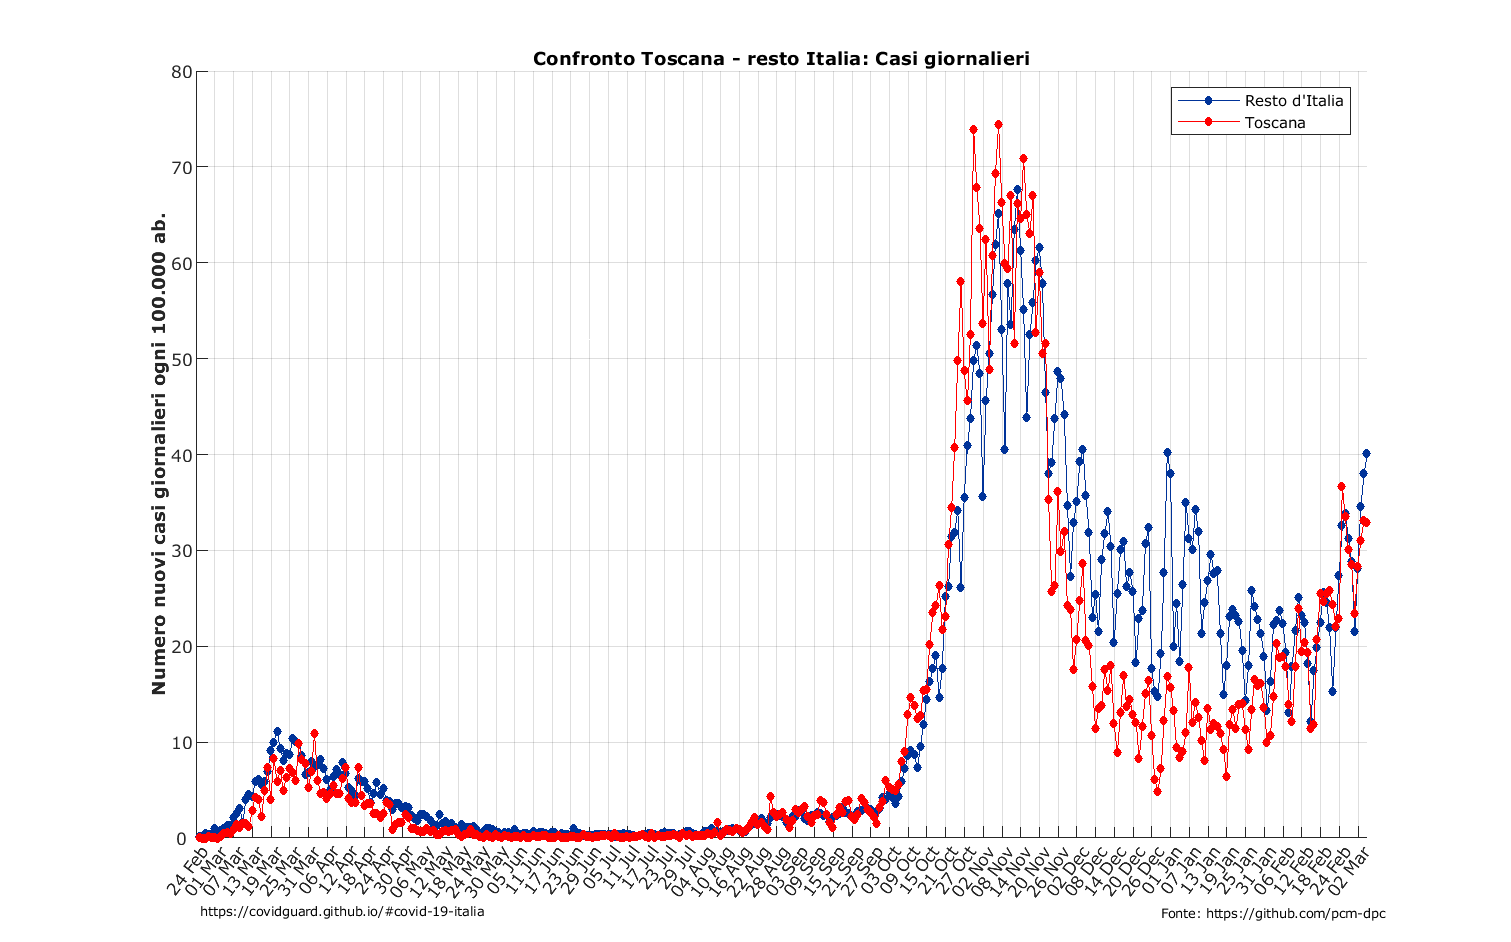 Confronto Toscana - resto Italia: Casi giornalieri
Numero nuovi casi giornalieri ogni 100.000 ab.
80
70
60
50
40
30
20
10
0
Resto d'Italia
Toscana
24 Feb
01 Mar
07 Mar
13 Mar
19 Mar
25 Mar
31 Mar
06 Apr
12 Apr
18 Apr
24 Apr
30 Apr
06 May
12 May
18 May
24 May
30 May
05 Jun
11 Jun
17 Jun
23 Jun
29 Jun
05 Jul
11 Jul
17 Jul
23 Jul
29 Jul
04 Aug
10 Aug
16 Aug
22 Aug
28 Aug
03 Sep
09 Sep
15 Sep
21 Sep
27 Sep
03 Oct
09 Oct
15 Oct
21 Oct
27 Oct
02 Nov
08 Nov
14 Nov
20 Nov
26 Nov
02 Dec
08 Dec
14 Dec
20 Dec
26 Dec
01 Jan
07 Jan
13 Jan
19 Jan
25 Jan
31 Jan
06 Feb
12 Feb
18 Feb
24 Feb
02 Mar
https://covidguard.github.io/#covid-19-italia
Fonte: https://github.com/pcm-dpc